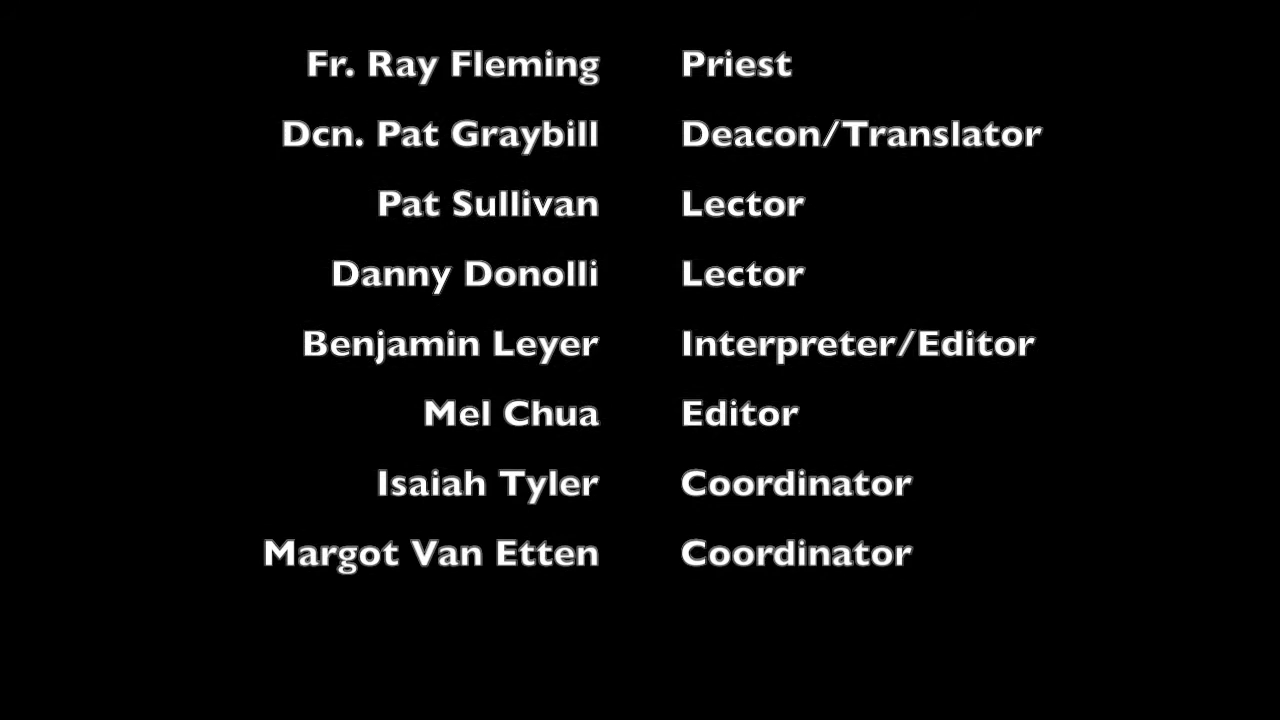 Fr. Ray Fleming Priest
Dcn. Pat Graybill Deacon/Translator
Pat Sullivan Lector
Danny Donolli Lector
Benjamin Leyer Interpreter/Editor
Mel Chua Editor
Isaiah Tyler Coordinator
Margot Van Etten Coordinator